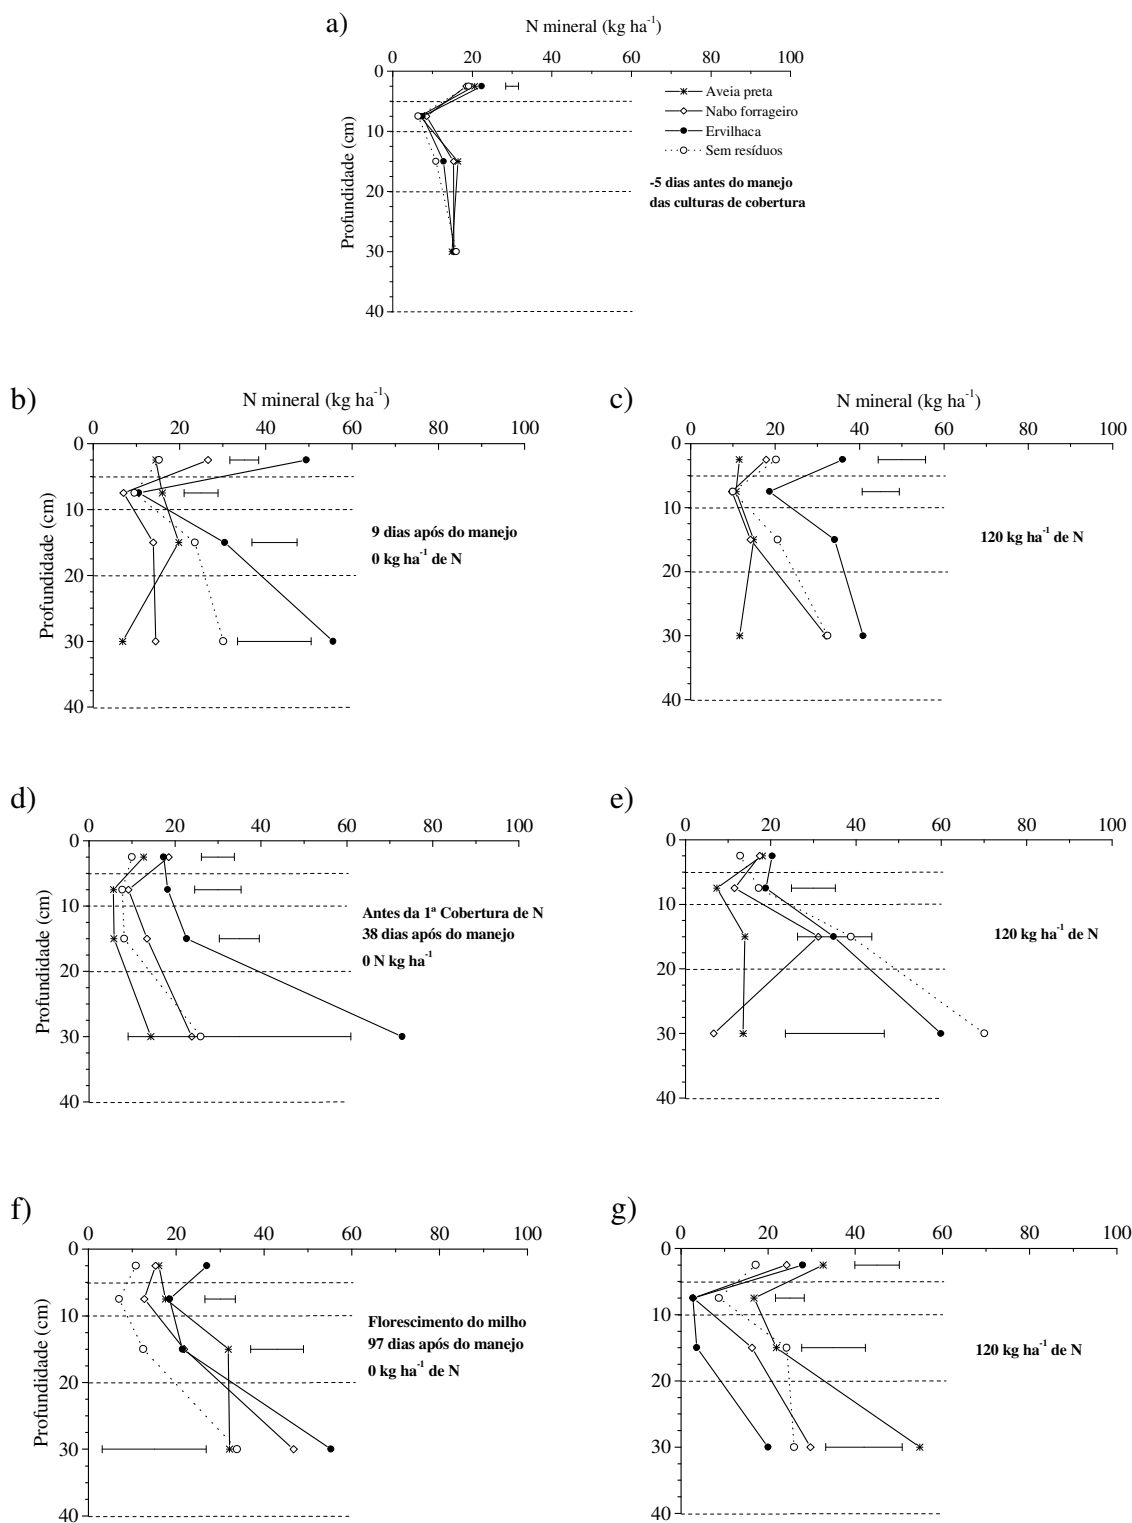 a)
N mineral (kg ha-1)
0 20 40 60 80 100
0
10
20
30
40
Profundidade (cm)
Aveia preta
Nabo forrageiro
Ervilhaca
Sem resíduos
-5 dias antes do manejo
das culturas de cobertura
b)
N mineral (kg ha-1)
0 20 40 60 80 100
0
10
20
30
40
Profundidade (cm)
9 dias após do manejo
0 kg ha-1 de N
c)
N mineral (kg ha-1)
0 20 40 60 80 100
0
10
20
30
40
120 kg ha-1 de N
d)
0 20 40 60 80 100
0
10
20
30
40
Profundidade (cm)
Antes da 1ª Cobertura de N
38 dias após do manejo
0 N kg ha-1
e)
0 20 40 60 80 100
0
10
20
30
40
120 kg ha-1 de N
f)
0 20 40 60 80 100
0
10
20
30
40
Profundidade (cm)
Florescimento do milho
97 dias após do manejo
0 kg ha-1 de N
g)
0 20 40 60 80 100
0
10
20
30
40
120 kg ha-1 de N